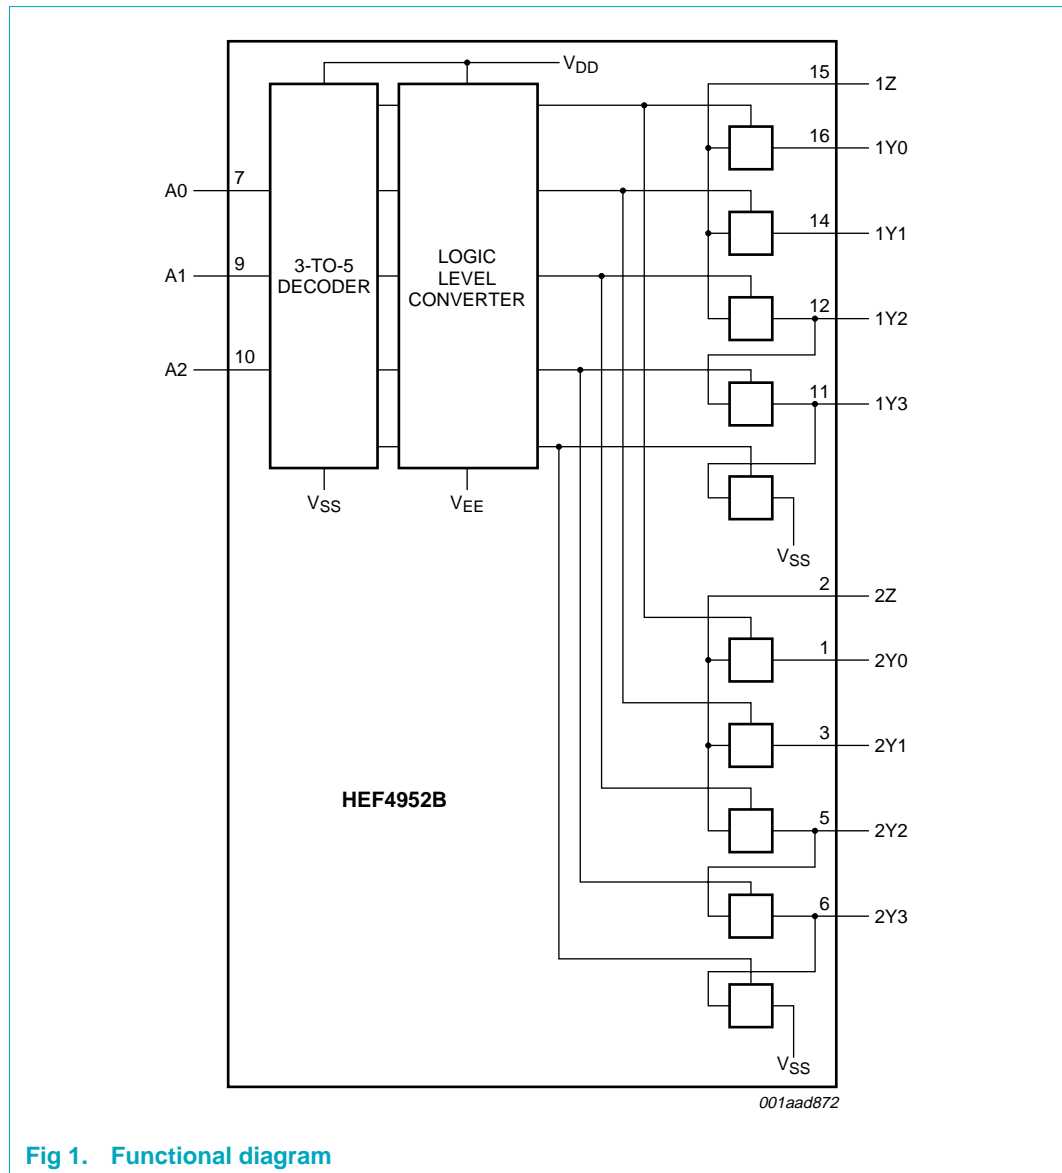 VDD
15
1Z
16
1Y0
A0
7
14
1Y1
A1
9
3-TO-5
DECODER
LOGIC
LEVEL
CONVERTER
12
1Y2
A2
10
11
1Y3
VSS
VEE
VSS
2
2Z
1
2Y0
3
2Y1
HEF4952B
5
2Y2
6
2Y3
VSS
001aad872
Fig 1. Functional diagram